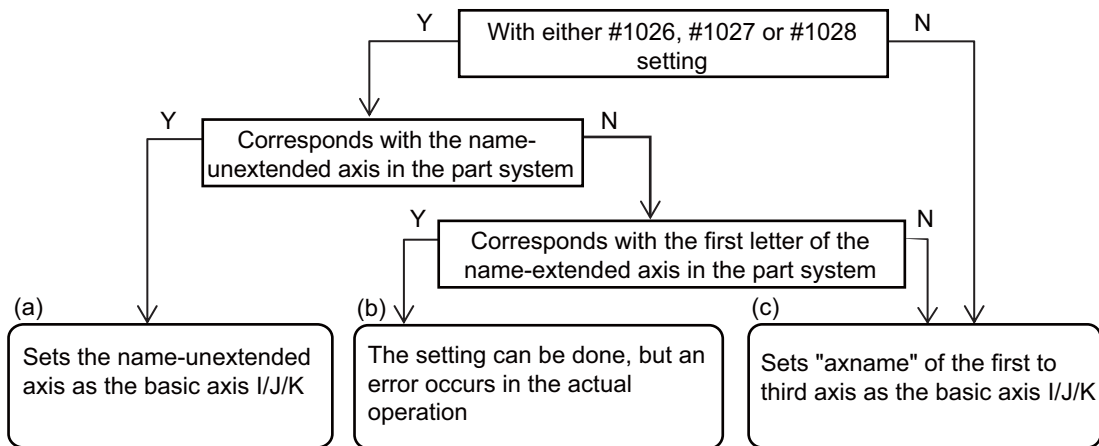 Y
With either #1026, #1027 or #1028
setting
N
Y
Corresponds with the name-
unextended axis in the part system
N
Y
Corresponds with the first letter of the
name-extended axis in the part system
N
(a)
Sets the name-unextended
axis as the basic axis I/J/K
(b)
The setting can be done, but an
error occurs in the actual
operation
(c)
Sets "axname" of the first to
third axis as the basic axis I/J/K